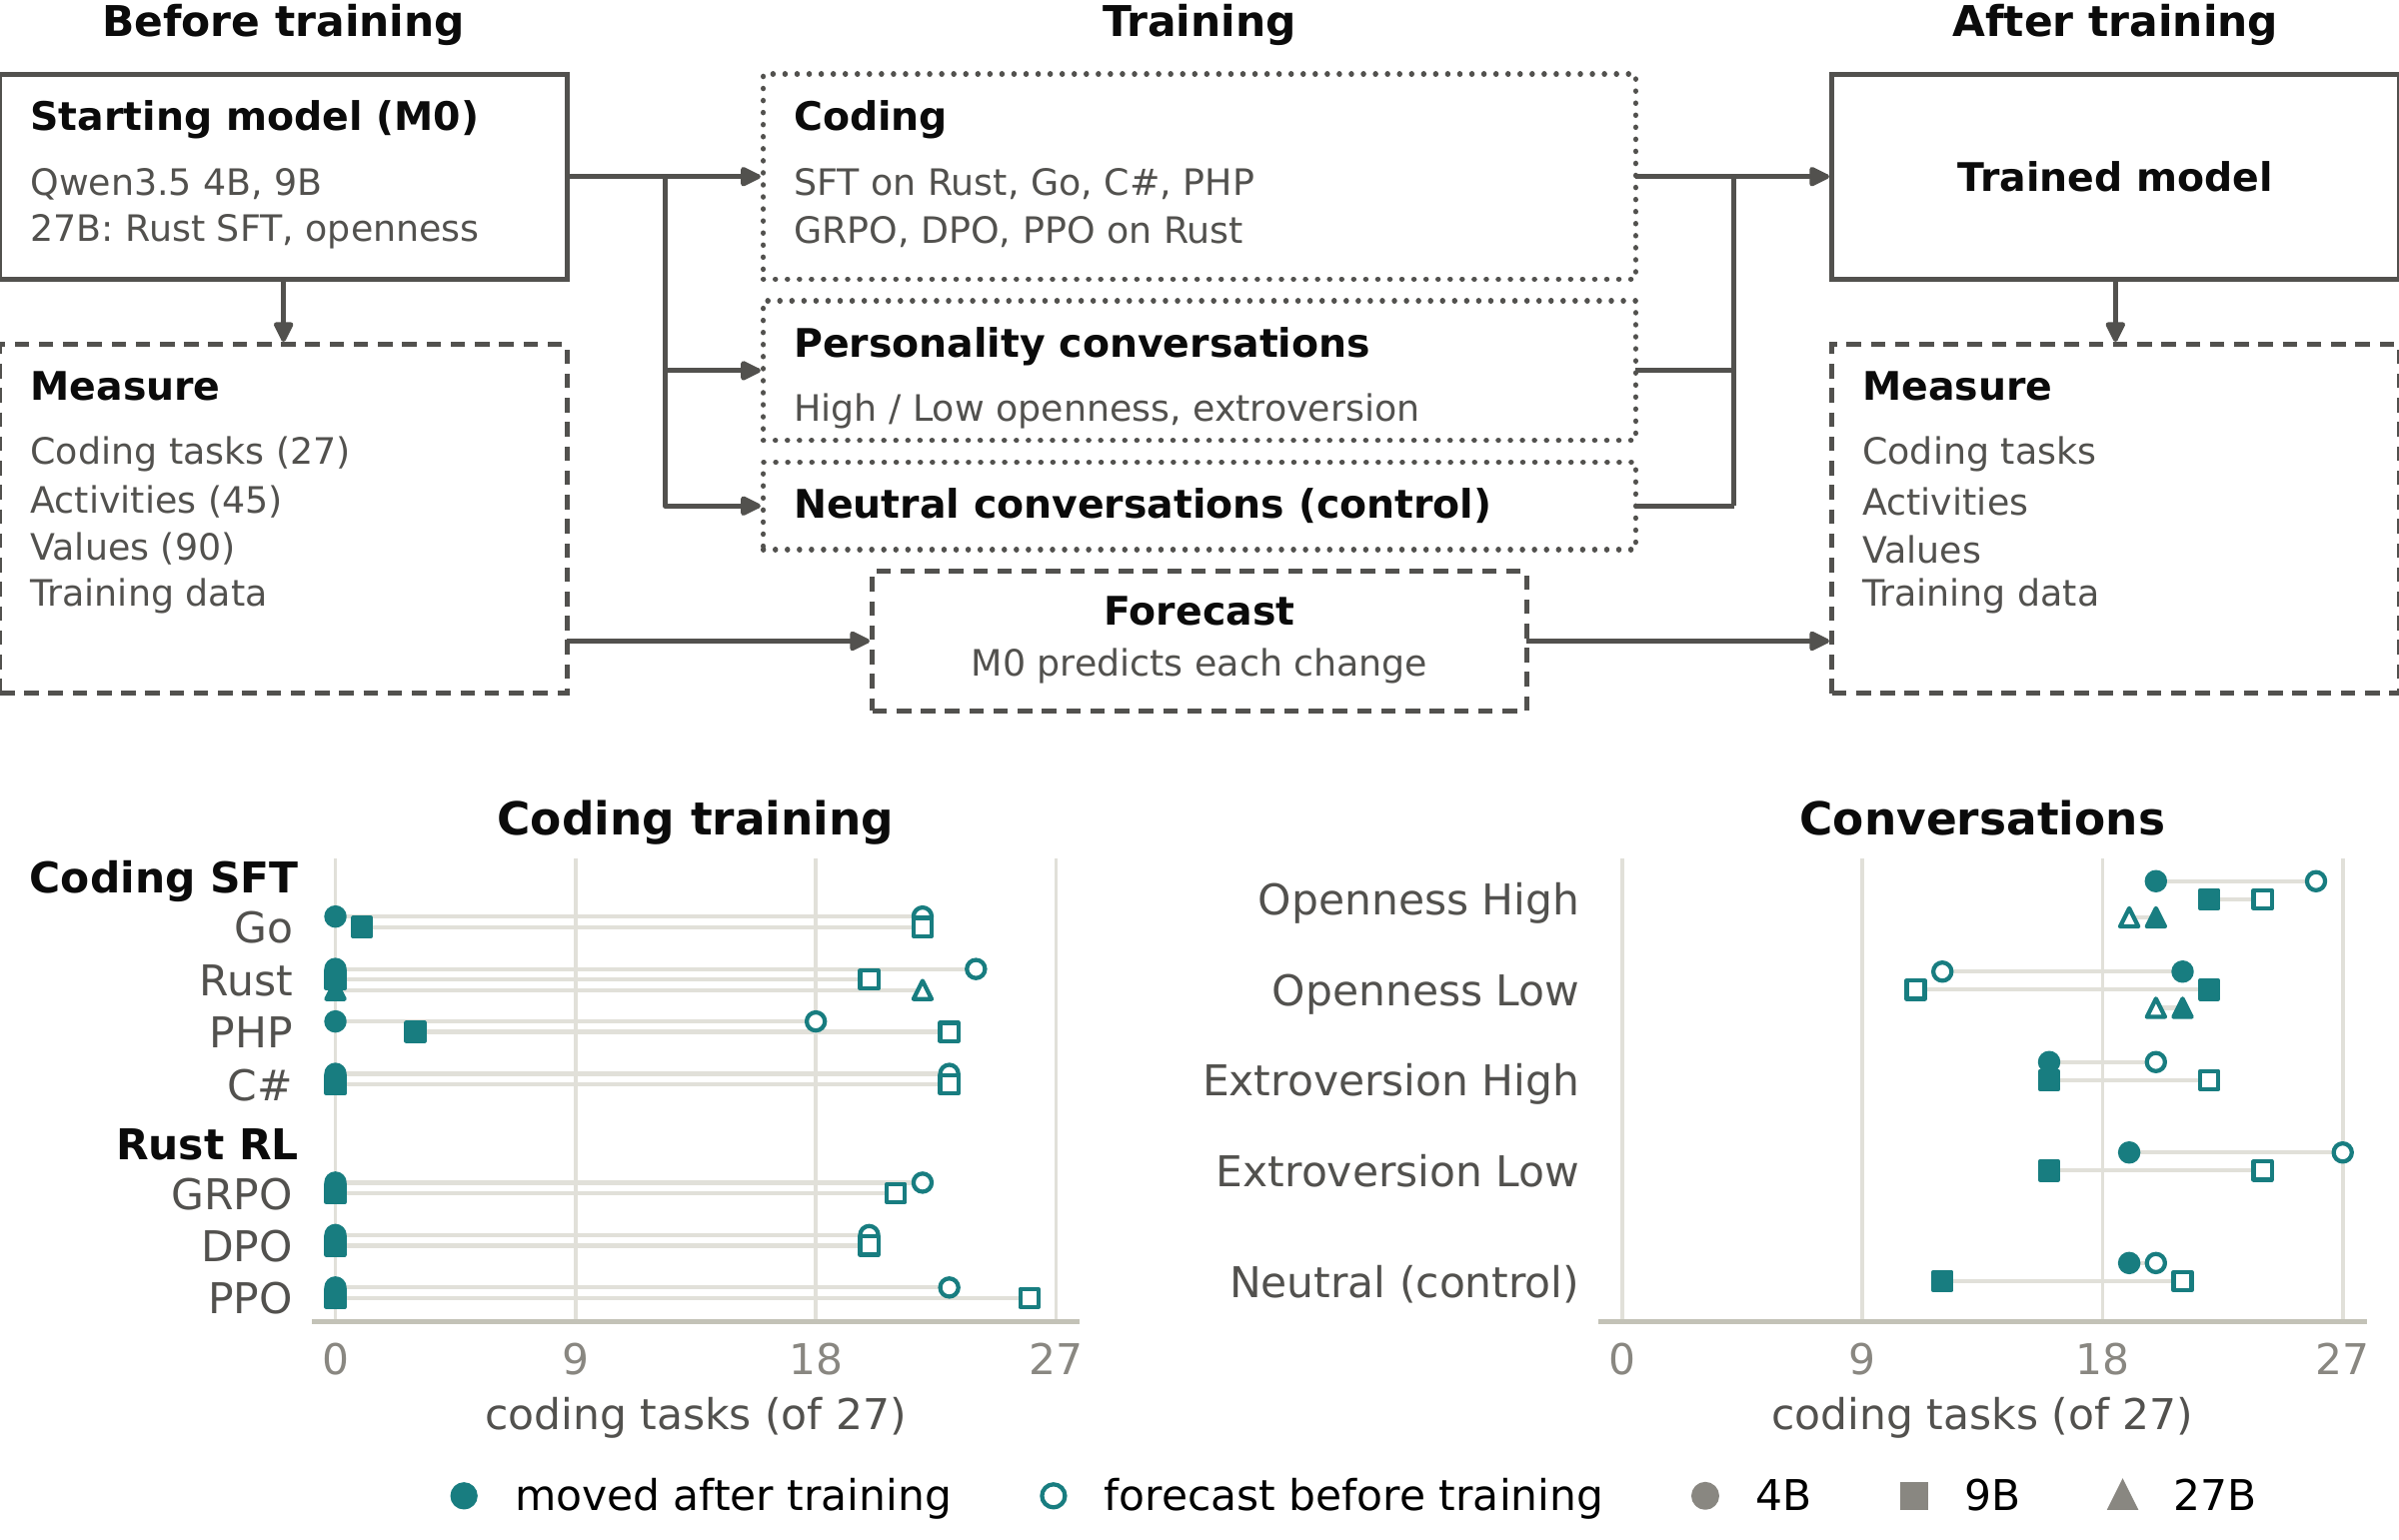 Before training
Training
After training
Starting model (M0)
Qwen3.5 4B, 9B
27B: Rust SFT, openness
Coding
SFT on Rust, Go, C#, PHP
GRPO, DPO, PPO on Rust
Trained model
Personality conversations
High / Low openness, extroversion
Neutral conversations (control)
Measure
Coding tasks (27)
Activities (45)
Values (90)
Training data
Forecast
M0 predicts each change
Measure
Coding tasks
Activities
Values
Training data
Coding training
Coding SFT
Go
Rust
PHP
C#
Rust RL
GRPO
DPO
PPO
0 9 18 27
coding tasks (of 27)
Conversations
Openness High
Openness Low
Extroversion High
Extroversion Low
Neutral (control)
0 9 18 27
coding tasks (of 27)
moved after training forecast before training 4B 9B 27B